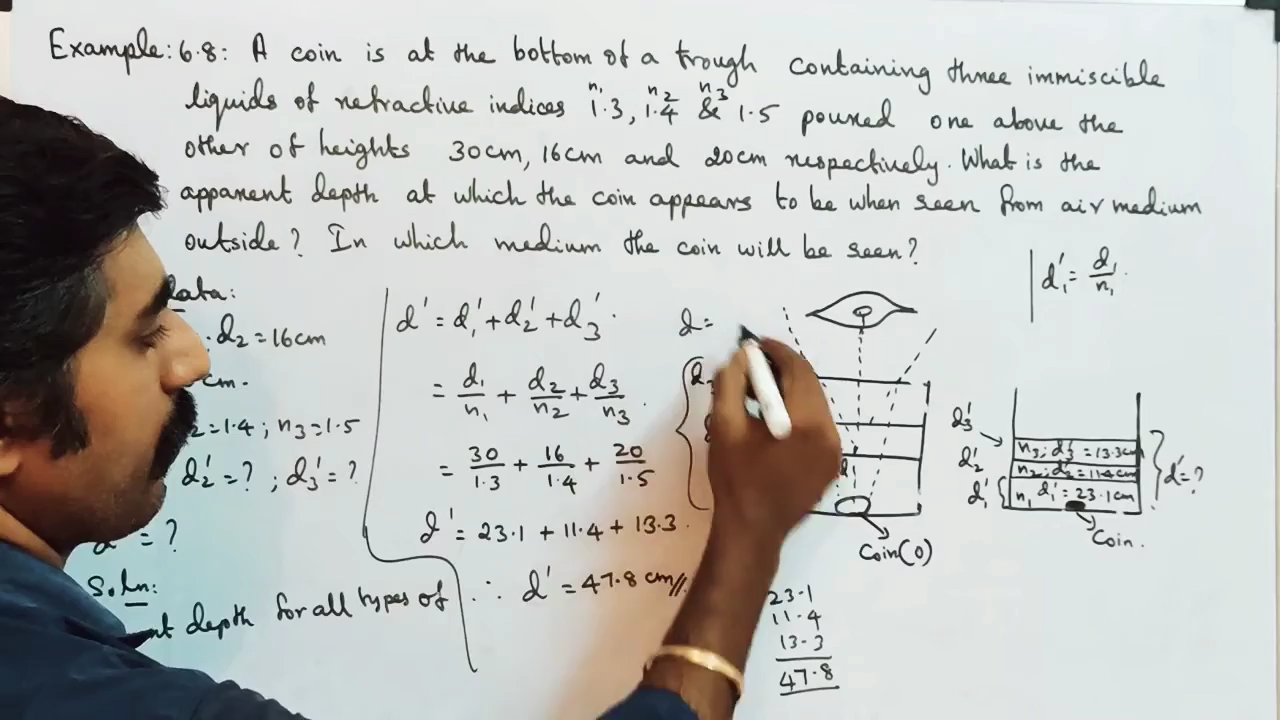 Example: 6.8: A coin is at the bottom of a trough containing three immiscible
n₁ n₂ n₃
liquids of refractive indices 1.3, 1.4 & 1.5 poured one above the
other of heights 30cm, 16cm and 20cm respectively. What is the
apparent depth at which the coin appears to be when seen from air medium
outside? In which medium the coin will be seen?
data:
; d₂ = 16cm
cm.
= 1.4 ; n₃ = 1.5
d₂' = ? ; d₃' = ?
d' = ?
Soln:
depth for all types of
d' = d₁' + d₂' + d₃'
= d₁/n₁ + d₂/n₂ + d₃/n₃.
= 30/1.3 + 16/1.4 + 20/1.5
d' = 23.1 + 11.4 + 13.3.
∴ d' = 47.8 cm//
d =
Coin(O)
23.1
11.4
13.3
47.8
d₁' = d₁/n₁.
d₃'
d₂'
d₁'
n₃; d₃' = 13.3cm
n₂; d₂' = 11.4cm
n₁ d₁' = 23.1cm
d' = ?
Coin.